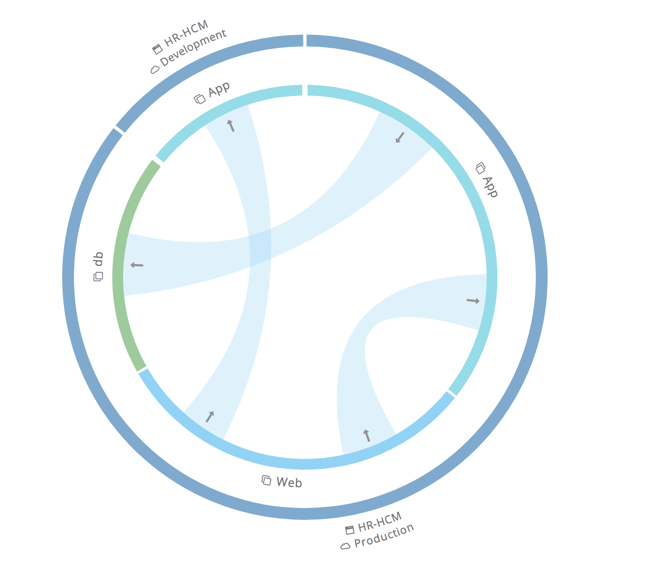 HR-HCM
Development
App
App
db
Web
HR-HCM
Production